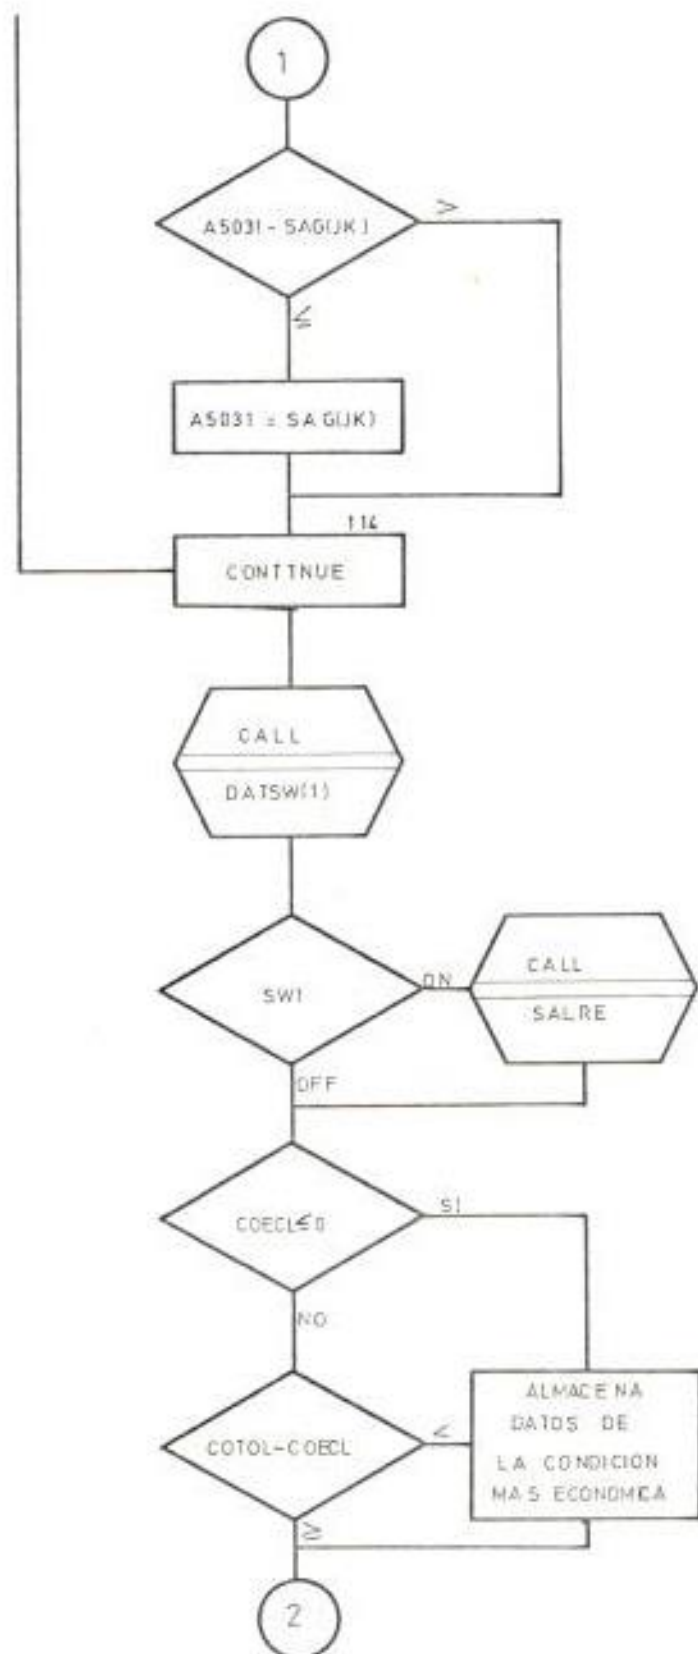 1
A5031 - SAG(JK)
>
≤
A5031 = SAG(JK)
114
CONTINUE
CALL
DATSW(1)
SW1
ON
CALL
SALRE
OFF
COECL≤0
SI
NO
ALMACENA
DATOS DE
LA CONDICION
MAS ECONOMICA
COTOL-COECL
<
≥
2